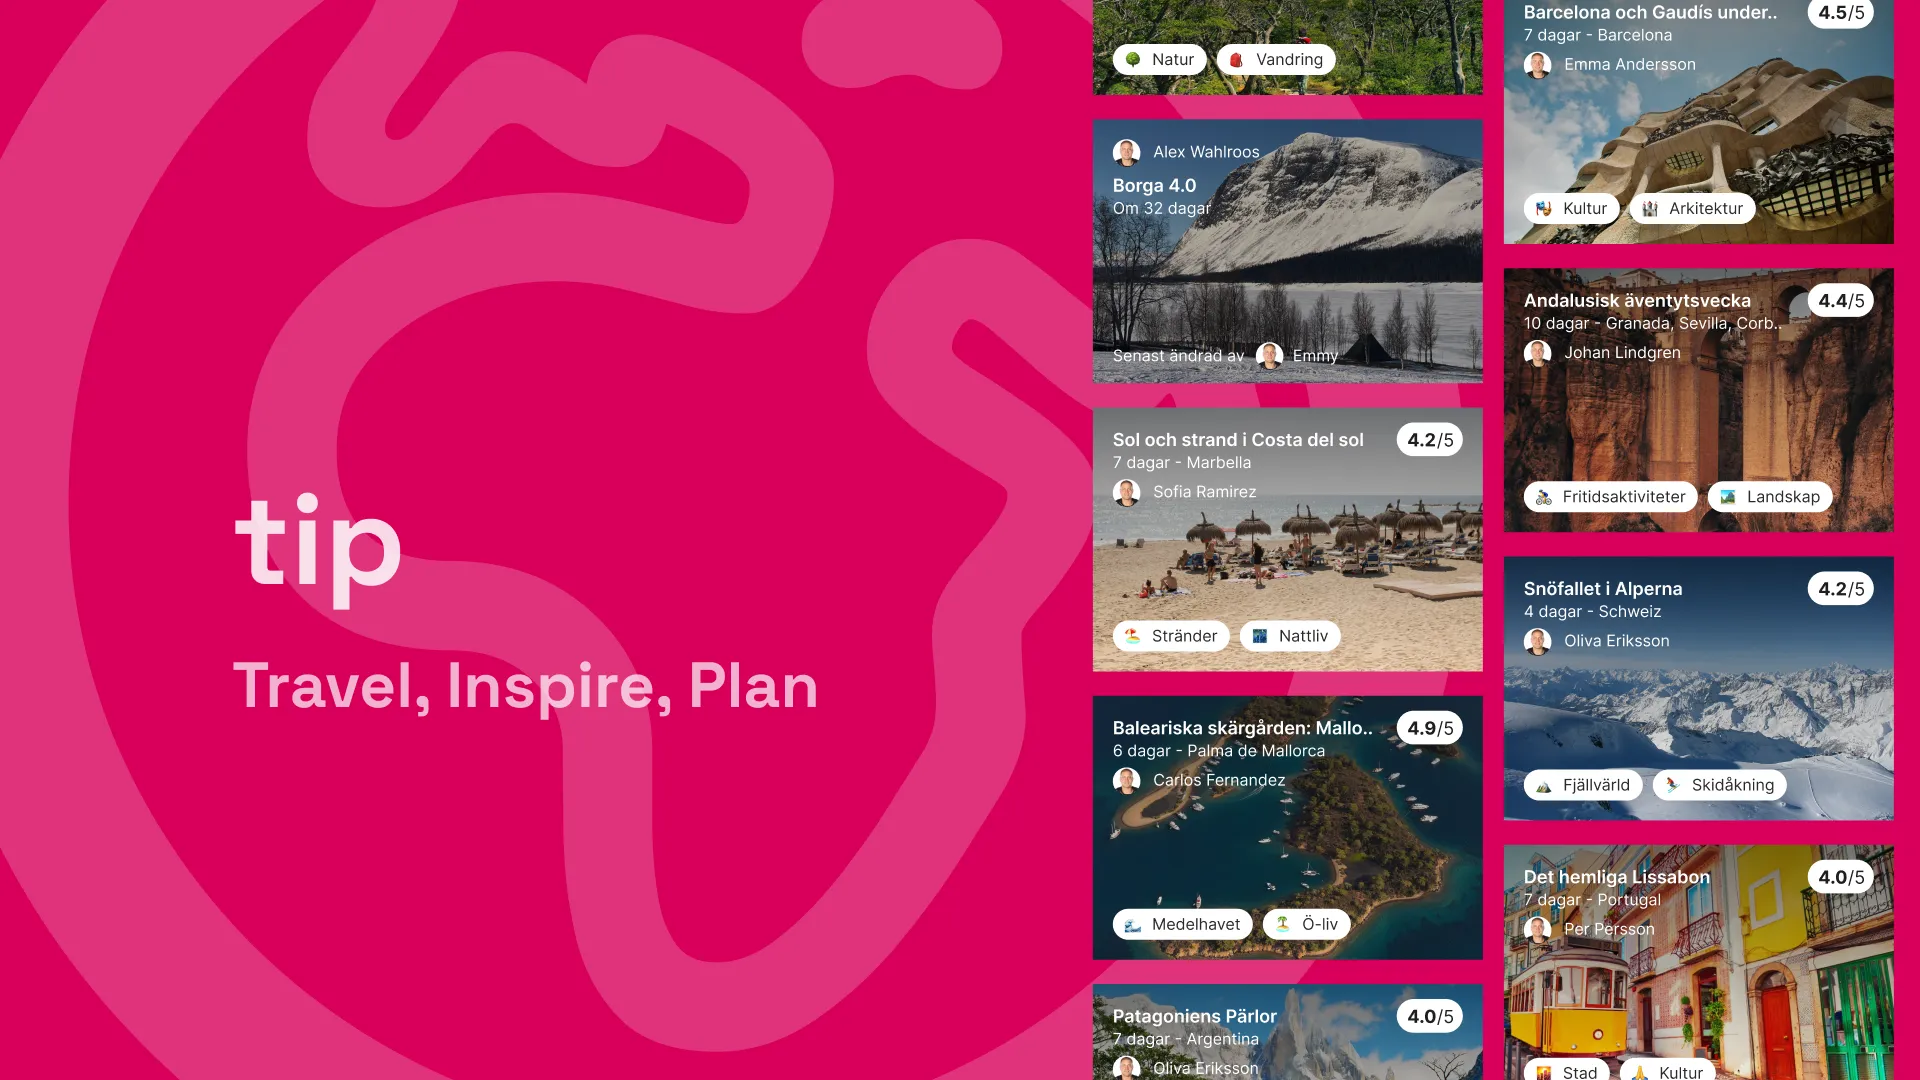 tip
Travel, Inspire, Plan
Natur
Vandring
Alex Wahlroos
Borga 4.0
Om 32 dagar
Senast ändrad av
Emmy
Sol och strand i Costa del sol
4.2/5
7 dagar - Marbella
Sofia Ramirez
Stränder
Nattliv
Baleariska skärgården: Mallo..
4.9/5
6 dagar - Palma de Mallorca
Carlos Fernandez
Medelhavet
Ö-liv
Patagoniens Pärlor
4.0/5
7 dagar - Argentina
Oliva Eriksson
Barcelona och Gaudís under..
4.5/5
7 dagar - Barcelona
Emma Andersson
Kultur
Arkitektur
Andalusisk äventytsvecka
4.4/5
10 dagar - Granada, Sevilla, Corb..
Johan Lindgren
Fritidsaktiviteter
Landskap
Snöfallet i Alperna
4.2/5
4 dagar - Schweiz
Oliva Eriksson
Fjällvärld
Skidåkning
Det hemliga Lissabon
4.0/5
7 dagar - Portugal
Per Persson
Stad
Kultur